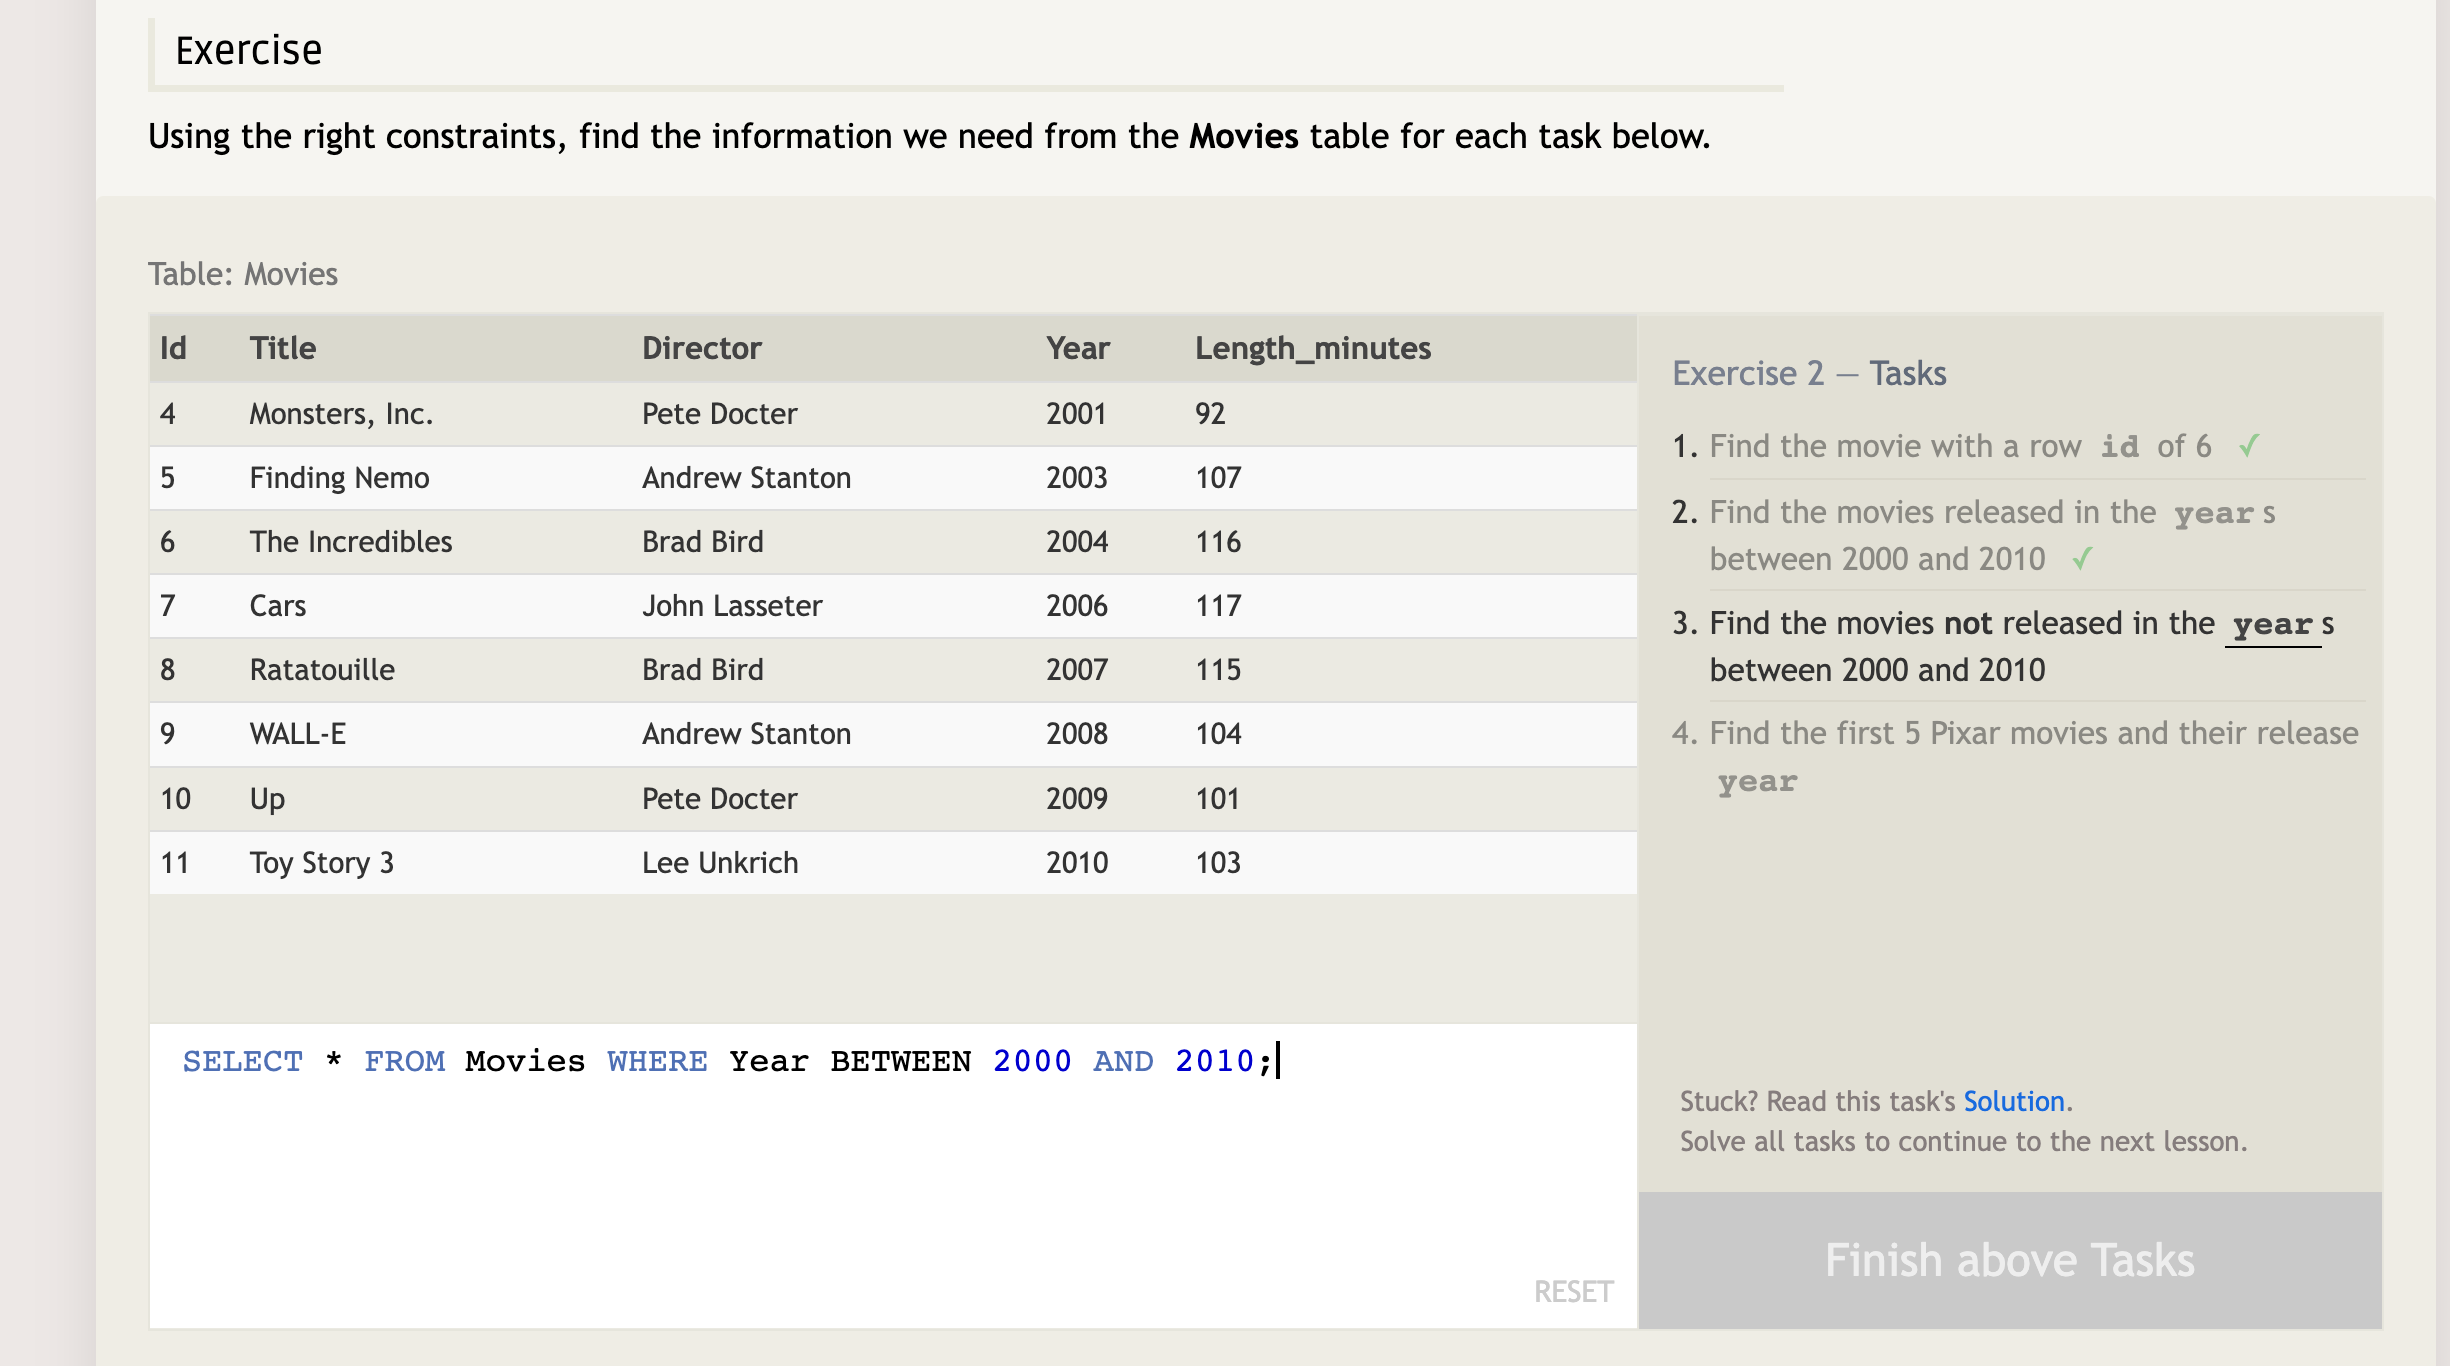 Exercise
Using the right constraints, find the information we need from the Movies table for each task below.
Table: Movies
Id Title Director Year Length_minutes
4 Monsters, Inc. Pete Docter 2001 92
5 Finding Nemo Andrew Stanton 2003 107
6 The Incredibles Brad Bird 2004 116
7 Cars John Lasseter 2006 117
8 Ratatouille Brad Bird 2007 115
9 WALL-E Andrew Stanton 2008 104
10 Up Pete Docter 2009 101
11 Toy Story 3 Lee Unkrich 2010 103
SELECT * FROM Movies WHERE Year BETWEEN 2000 AND 2010;
RESET
Exercise 2 — Tasks
1. Find the movie with a row id of 6 ✓
2. Find the movies released in the year s
between 2000 and 2010 ✓
3. Find the movies not released in the year s
between 2000 and 2010
4. Find the first 5 Pixar movies and their release
year
Stuck? Read this task's Solution.
Solve all tasks to continue to the next lesson.
Finish above Tasks